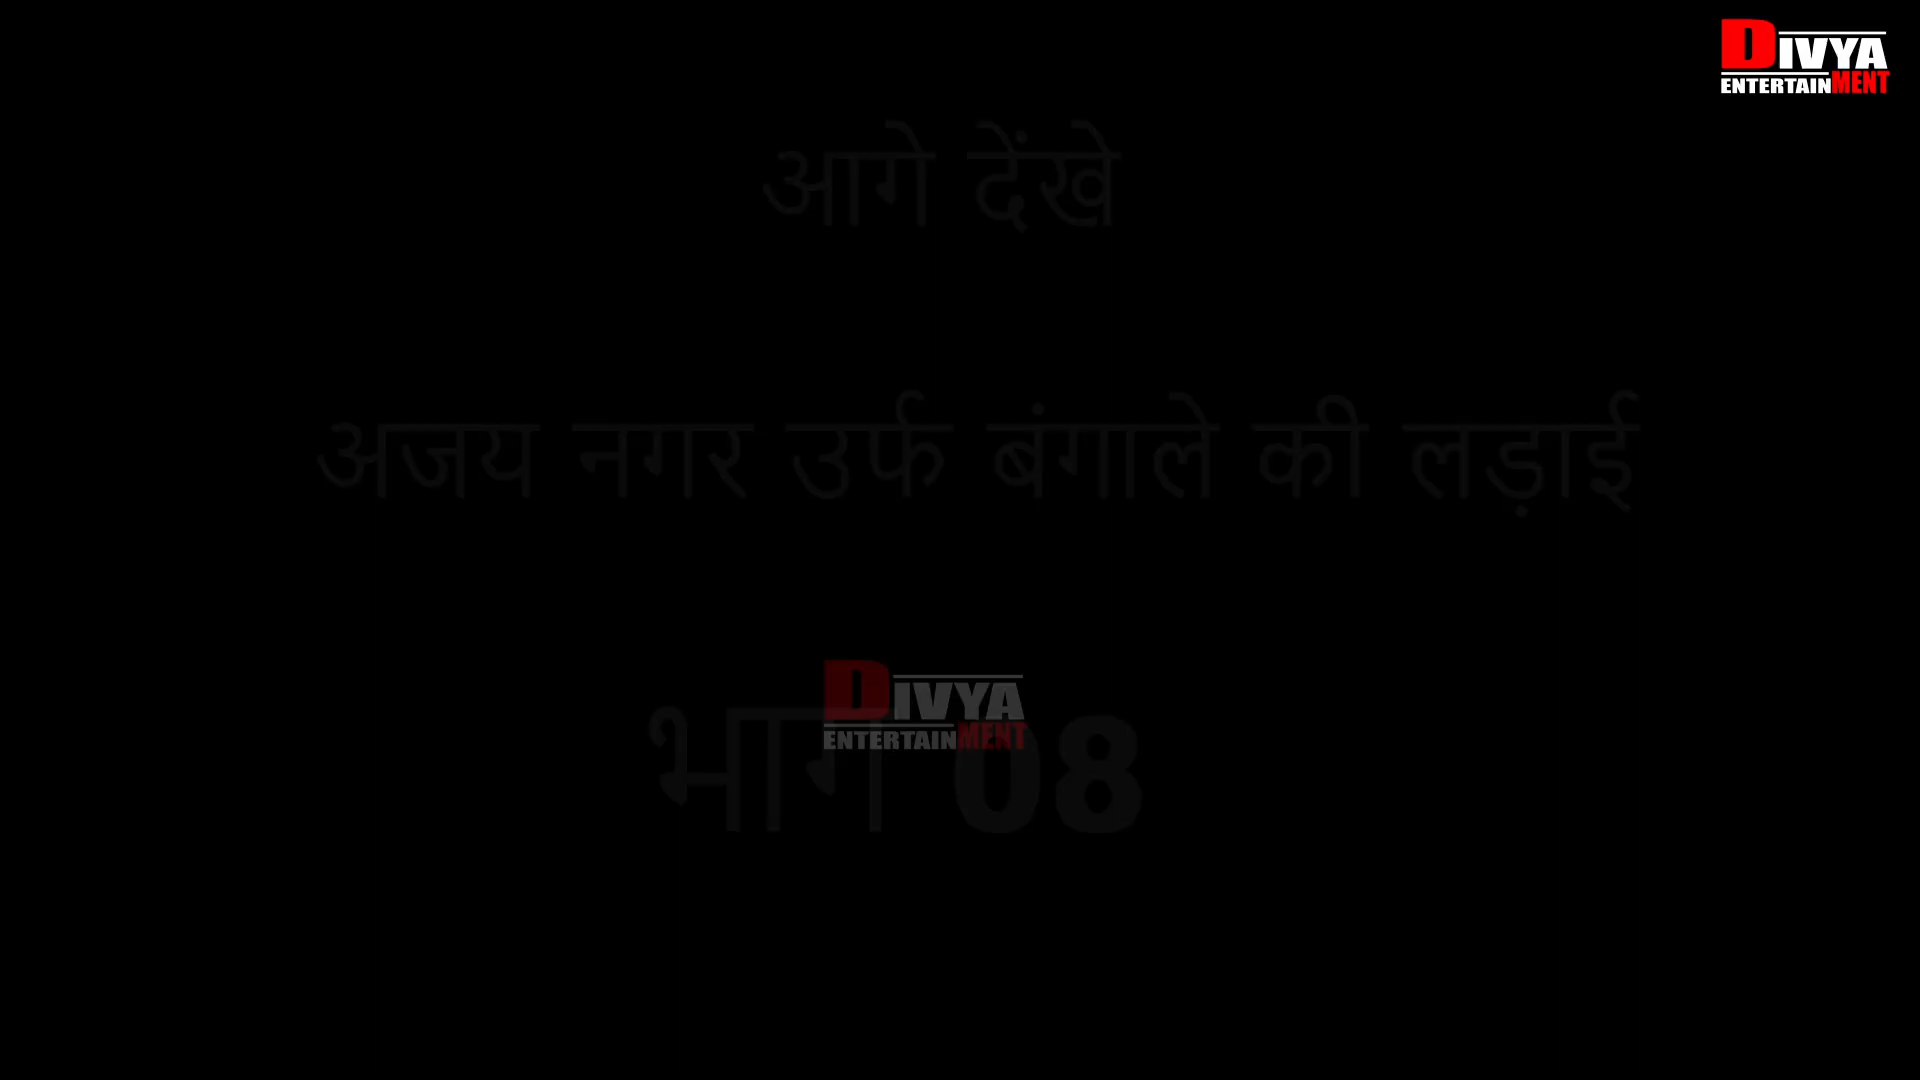 DIVYA
ENTERTAINMENT
आगे देंखे
अजय नगर उर्फ बंगाले की लड़ाई
DIVYA
ENTERTAINMENT
भाग 08